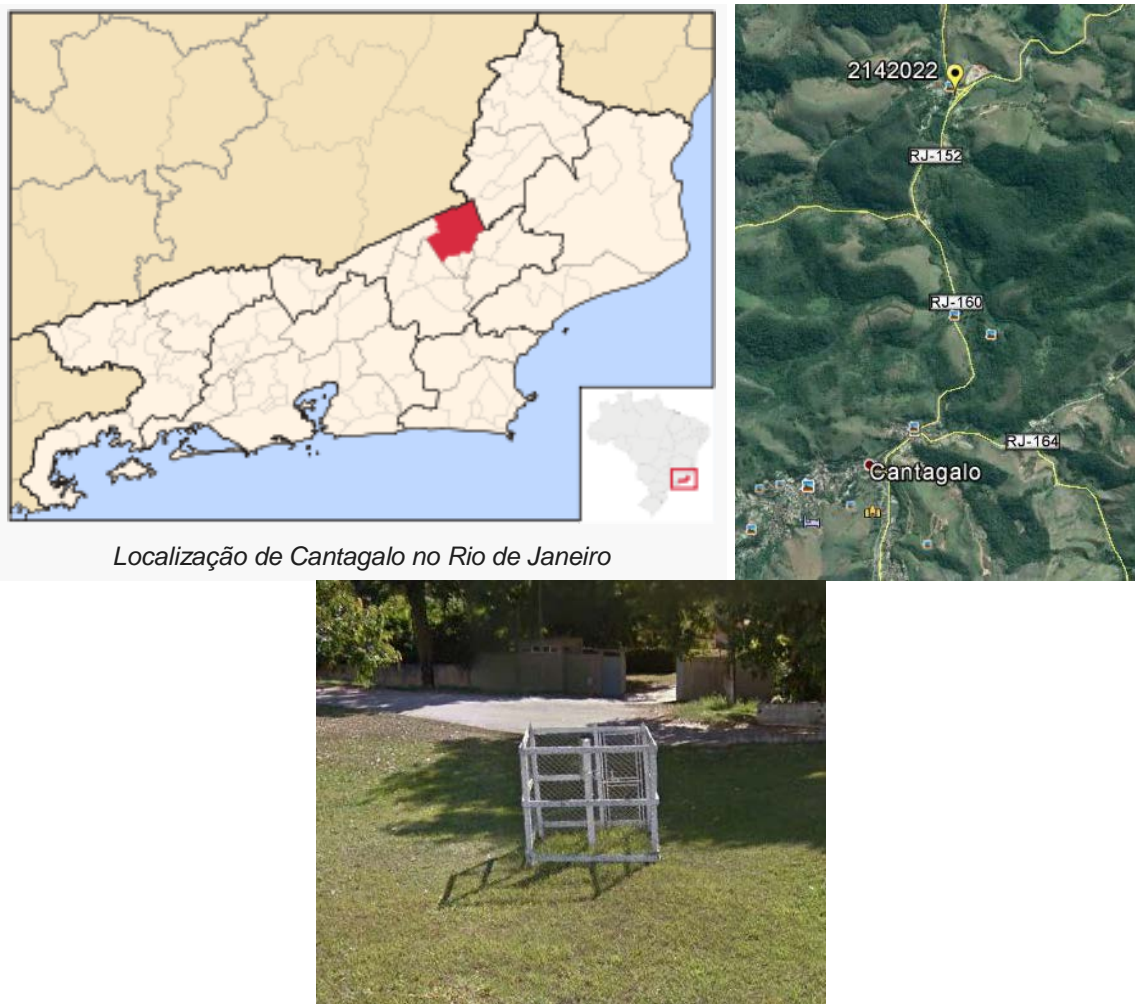 Localização de Cantagalo no Rio de Janeiro
2142022
RJ-152
RJ-160
RJ-164
Cantagalo